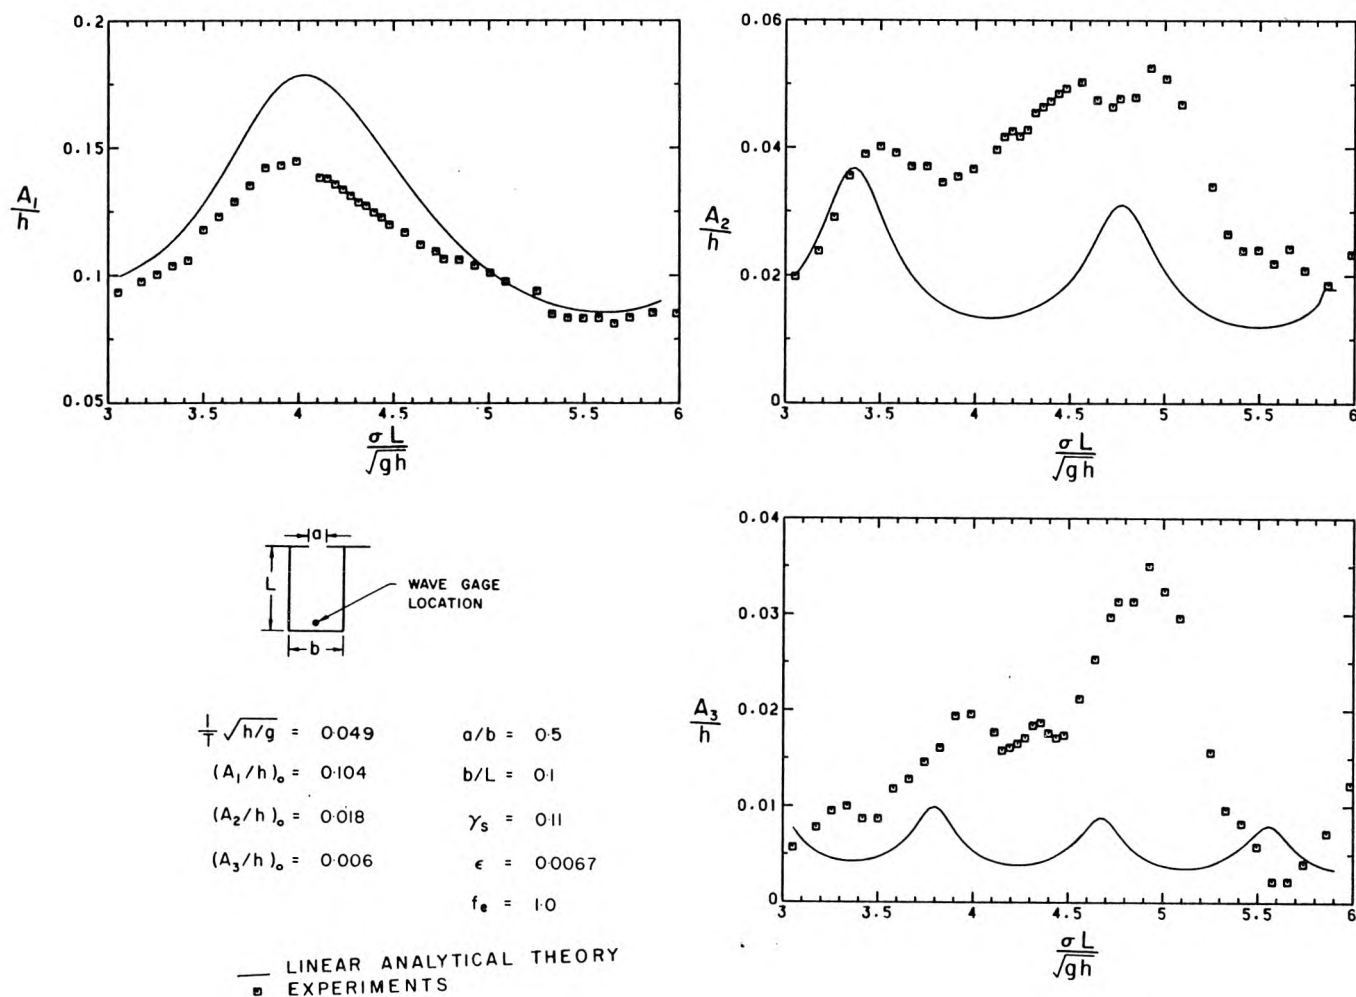 0.2
0.15
0.1
0.05
A₁/h
3 3.5 4 4.5 5 5.5 6
σL/√gh
0.06
0.04
0.02
0
A₂/h
3 3.5 4 4.5 5 5.5 6
σL/√gh
a
L
b
WAVE GAGE
LOCATION
0.04
0.03
0.02
0.01
0
A₃/h
3 3.5 4 4.5 5 5.5 6
σL/√gh
1/T √h/g = 0·049
a/b = 0·5
(A₁/h)ₒ = 0·104
b/L = 0·1
(A₂/h)ₒ = 0·018
γₛ = 0·11
(A₃/h)ₒ = 0·006
ε = 0·0067
fₑ = 1·0
LINEAR ANALYTICAL THEORY
EXPERIMENTS